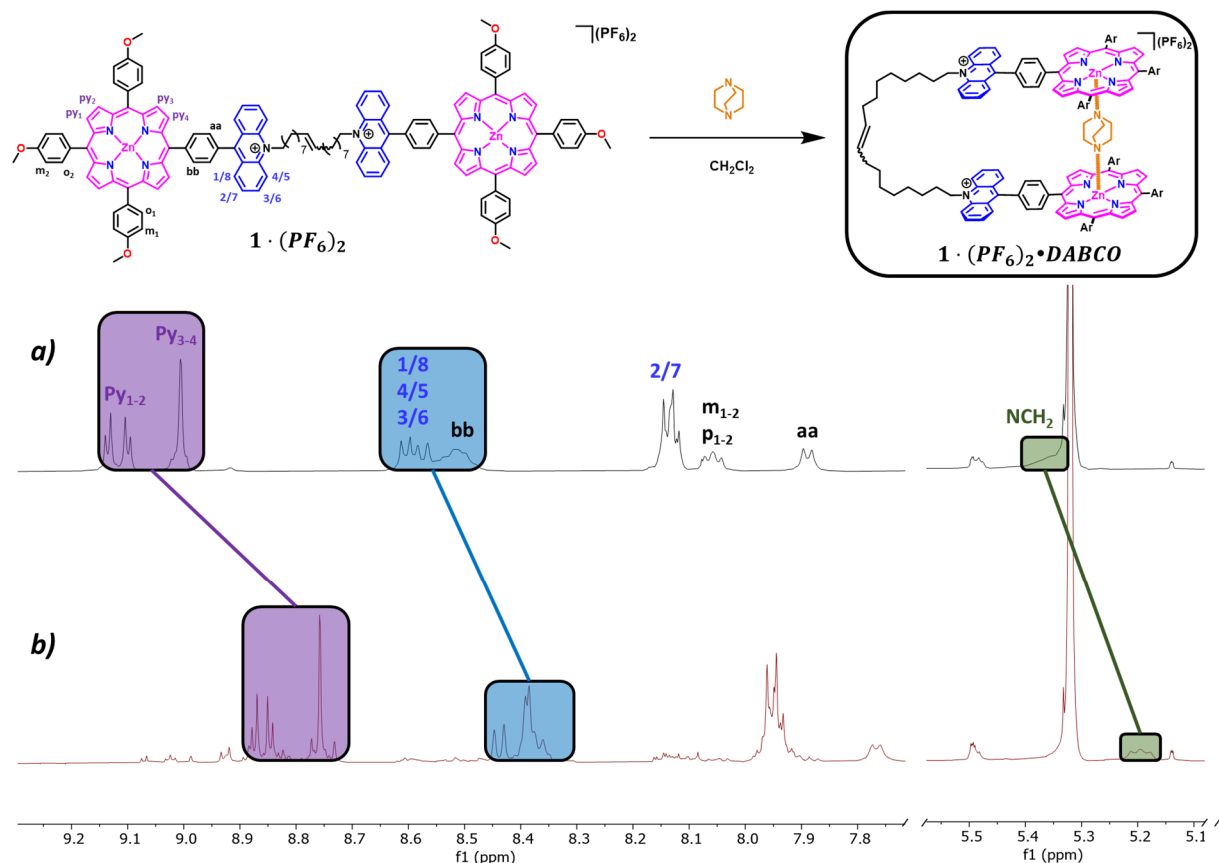 (PF6)2
py2 py3
py1 py4
N N
Zn
N N
O
O
O
m2 o2
o1
m1
aa
bb
N
1/8 4/5
2/7 3/6
7 7
N
N N
Zn
N N
O
O
O
1 · (PF6)2
N
N
CH2Cl2
(PF6)2
N
Ar
Ar
Ar
N N
Zn
N N
N
N
N
Ar
Ar
Ar
N N
Zn
N N
1 · (PF6)2•DABCO
a)
Py3-4
Py1-2
1/8
4/5
3/6
bb
2/7
m1-2
p1-2
aa
NCH2
b)
9.2 9.1 9.0 8.9 8.8 8.7 8.6 8.5 8.4 8.3 8.2 8.1 8.0 7.9 7.8
f1 (ppm)
5.5 5.4 5.3 5.2 5.1
f1 (ppm)